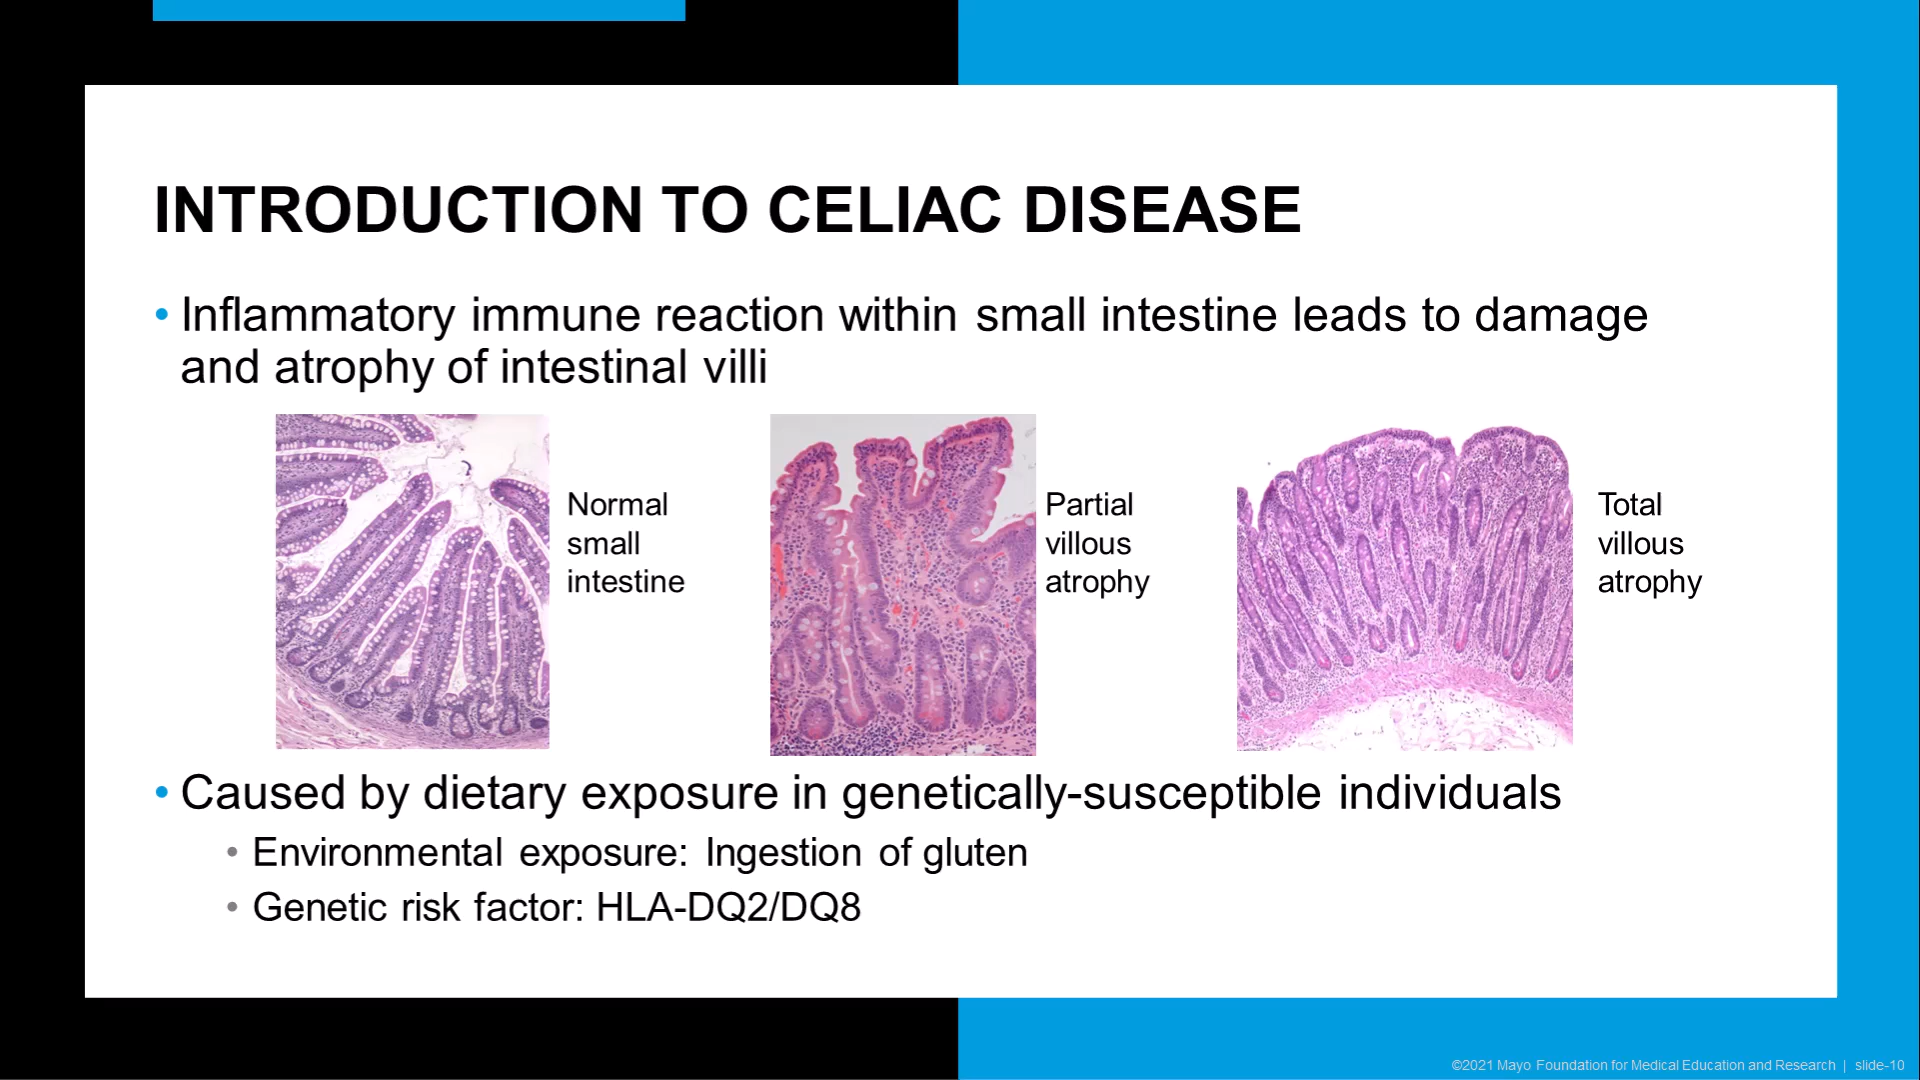 INTRODUCTION TO CELIAC DISEASE
• Inflammatory immune reaction within small intestine leads to damage
and atrophy of intestinal villi
Normal
small
intestine
Partial
villous
atrophy
Total
villous
atrophy
• Caused by dietary exposure in genetically-susceptible individuals
• Environmental exposure: Ingestion of gluten
• Genetic risk factor: HLA-DQ2/DQ8
©2021 Mayo Foundation for Medical Education and Research | slide-10